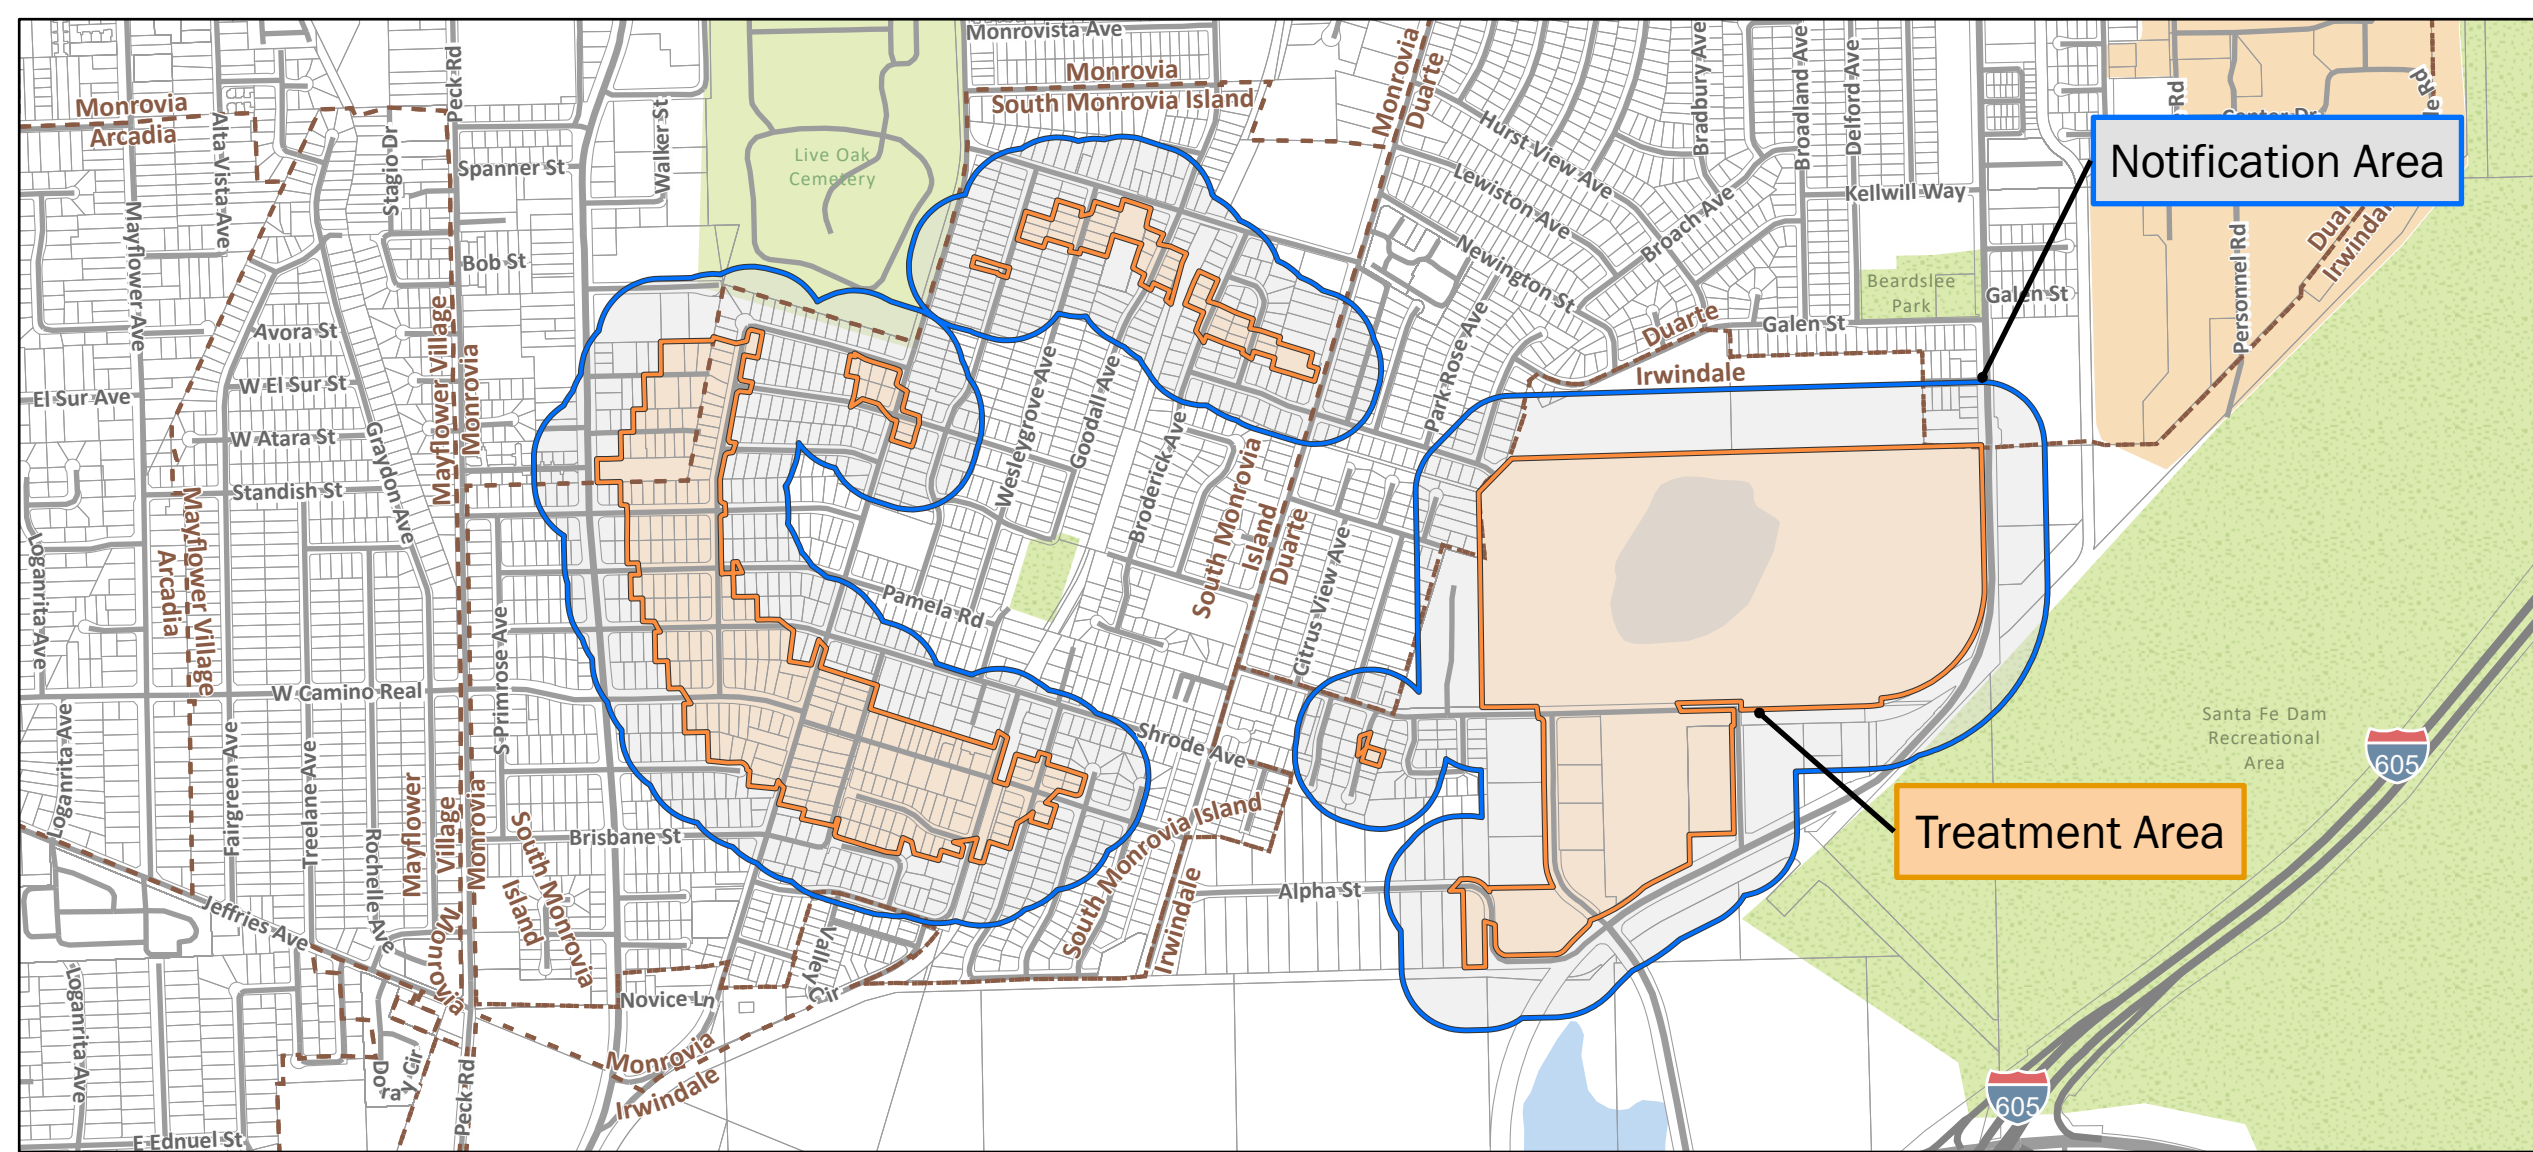 Monrovista Ave
Monrovia
South Monrovia Island
Monrovia
Duarte
Peck Rd
Monrovia
Arcadia
Alta Vista Ave
Mayflower Ave
Stagio Dr
Spanner St
Walker St
Bob St
Live Oak
Cemetery
Hurst View Ave
Lewiston Ave
Newington St
Broach Ave
Bradbury Ave
Broadland Ave
Delford Ave
Kellwill Way
Beardslee
Park
Galen St
Galen St
Center Dr
Personnel Rd
Notification Area
Irwindale
Duarte
Irwindale
Park Rose Ave
Avora St
W El Sur St
El Sur Ave
W Atara St
Graydon Ave
Standish St
Mayflower Village
Monrovia
Mayflower Village
Arcadia
Loganrita Ave
Wesleygrove Ave
Goodall Ave
Broderick Ave
South Monrovia
Island
Duarte
Citrus View Ave
Pamela Rd
S Primrose Ave
W Camino Real
Loganrita Ave
Fairgreen Ave
Treelane Ave
Rochelle Ave
Mayflower
Village
Monrovia
Monrovia
South Monrovia
Island
Brisbane St
Shrode Ave
South Monrovia Island
Irwindale
Alpha St
Santa Fe Dam
Recreational
Area
605
Treatment Area
Jeffries Ave
Loganrita Ave
Doray Cir
Peck Rd
E Ednuel St
Novice Ln
Valley Cir
Monrovia
Irwindale
605